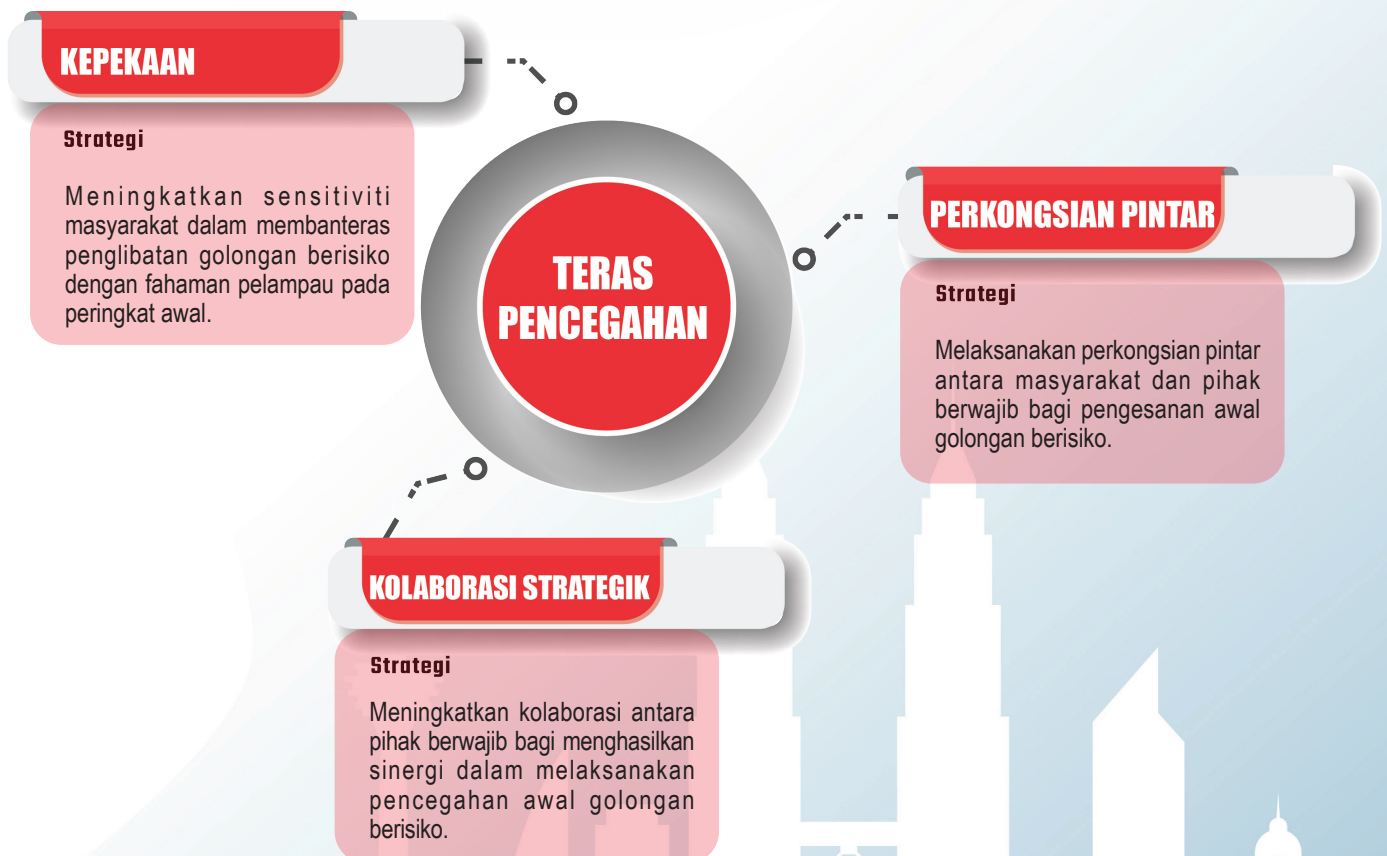 KEPEKAAN
Strategi
Meningkatkan sensitiviti
masyarakat dalam membanteras
penglibatan golongan berisiko
dengan fahaman pelampau pada
peringkat awal.
TERAS
PENCEGAHAN
PERKONGSIAN PINTAR
Strategi
Melaksanakan perkongsian pintar
antara masyarakat dan pihak
berwajib bagi pengesanan awal
golongan berisiko.
KOLABORASI STRATEGIK
Strategi
Meningkatkan kolaborasi antara
pihak berwajib bagi menghasilkan
sinergi dalam melaksanakan
pencegahan awal golongan
berisiko.